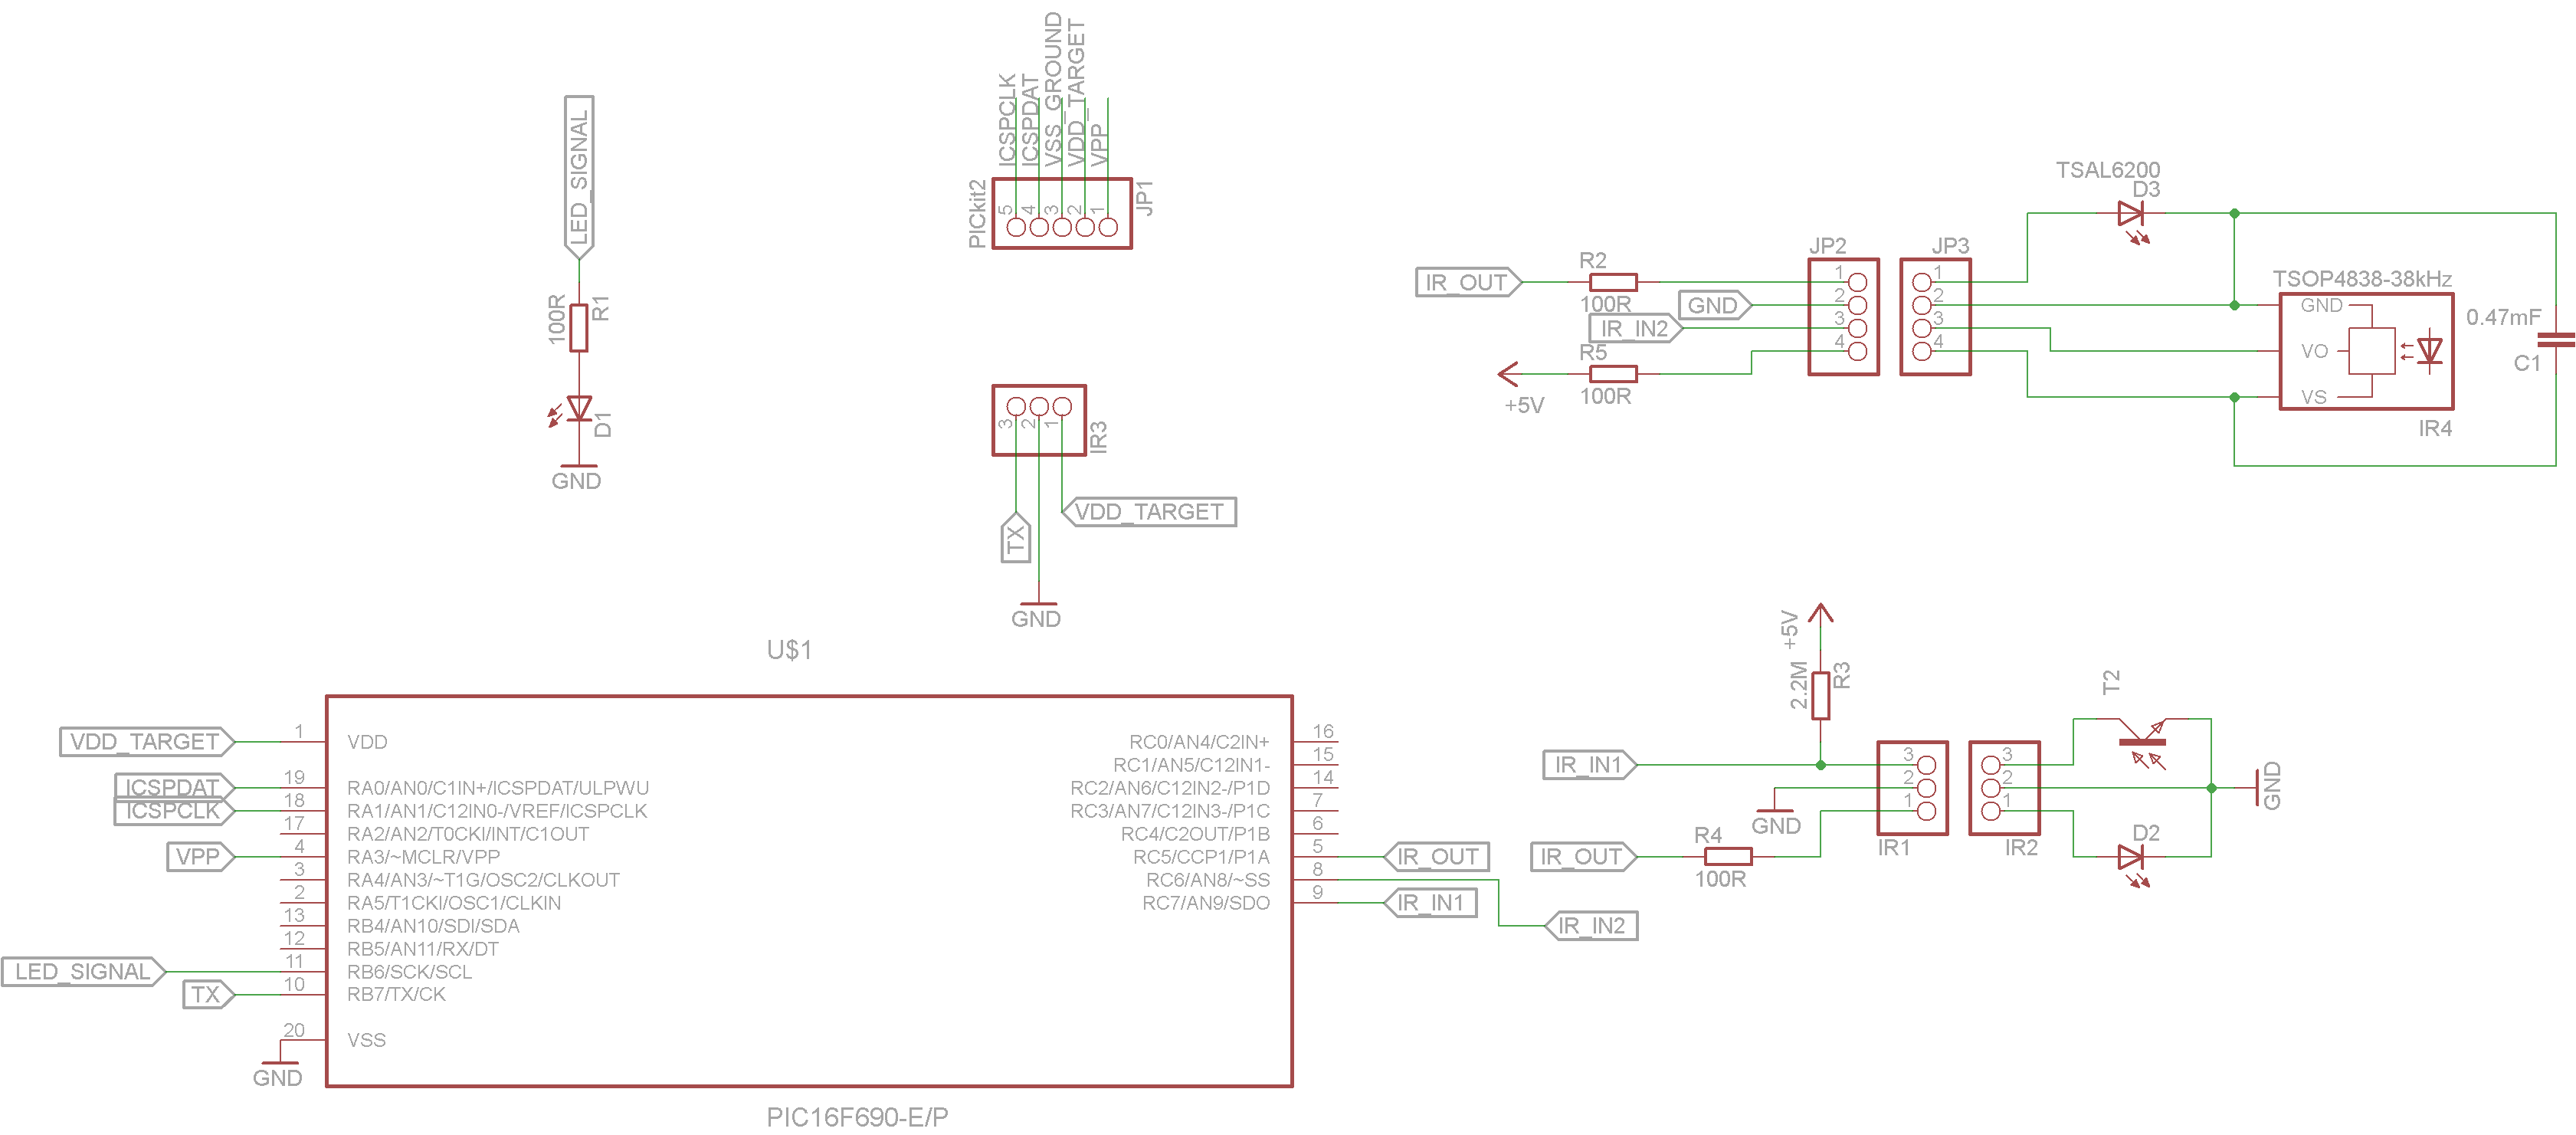 LED_SIGNAL
100R
R1
D1
GND
ICSPCLK
ICSPDAT
VSS_GROUND
VDD_TARGET
VPP
PICkit2
5
4
3
2
1
JP1
3
2
1
IR3
TX
VDD_TARGET
GND
TSAL6200
D3
IR_OUT
R2
100R
GND
IR_IN2
R5
100R
+5V
JP2
1
2
3
4
JP3
1
2
3
4
TSOP4838-38kHz
GND
VO
VS
IR4
0.47mF
C1
U$1
VDD_TARGET
1
VDD
ICSPDAT
19
RA0/AN0/C1IN+/ICSPDAT/ULPWU
ICSPCLK
18
RA1/AN1/C12IN0-/VREF/ICSPCLK
17
RA2/AN2/T0CKI/INT/C1OUT
VPP
4
RA3/~MCLR/VPP
3
RA4/AN3/~T1G/OSC2/CLKOUT
2
RA5/T1CKI/OSC1/CLKIN
13
RB4/AN10/SDI/SDA
12
RB5/AN11/RX/DT
LED_SIGNAL
11
RB6/SCK/SCL
TX
10
RB7/TX/CK
20
VSS
GND
RC0/AN4/C2IN+
16
RC1/AN5/C12IN1-
15
RC2/AN6/C12IN2-/P1D
14
RC3/AN7/C12IN3-/P1C
7
RC4/C2OUT/P1B
6
RC5/CCP1/P1A
5
IR_OUT
RC6/AN8/~SS
8
IR_IN2
RC7/AN9/SDO
9
IR_IN1
PIC16F690-E/P
+5V
2.2M
R3
IR_IN1
GND
IR_OUT
R4
100R
3
2
1
IR1
3
2
1
IR2
T2
D2
GND